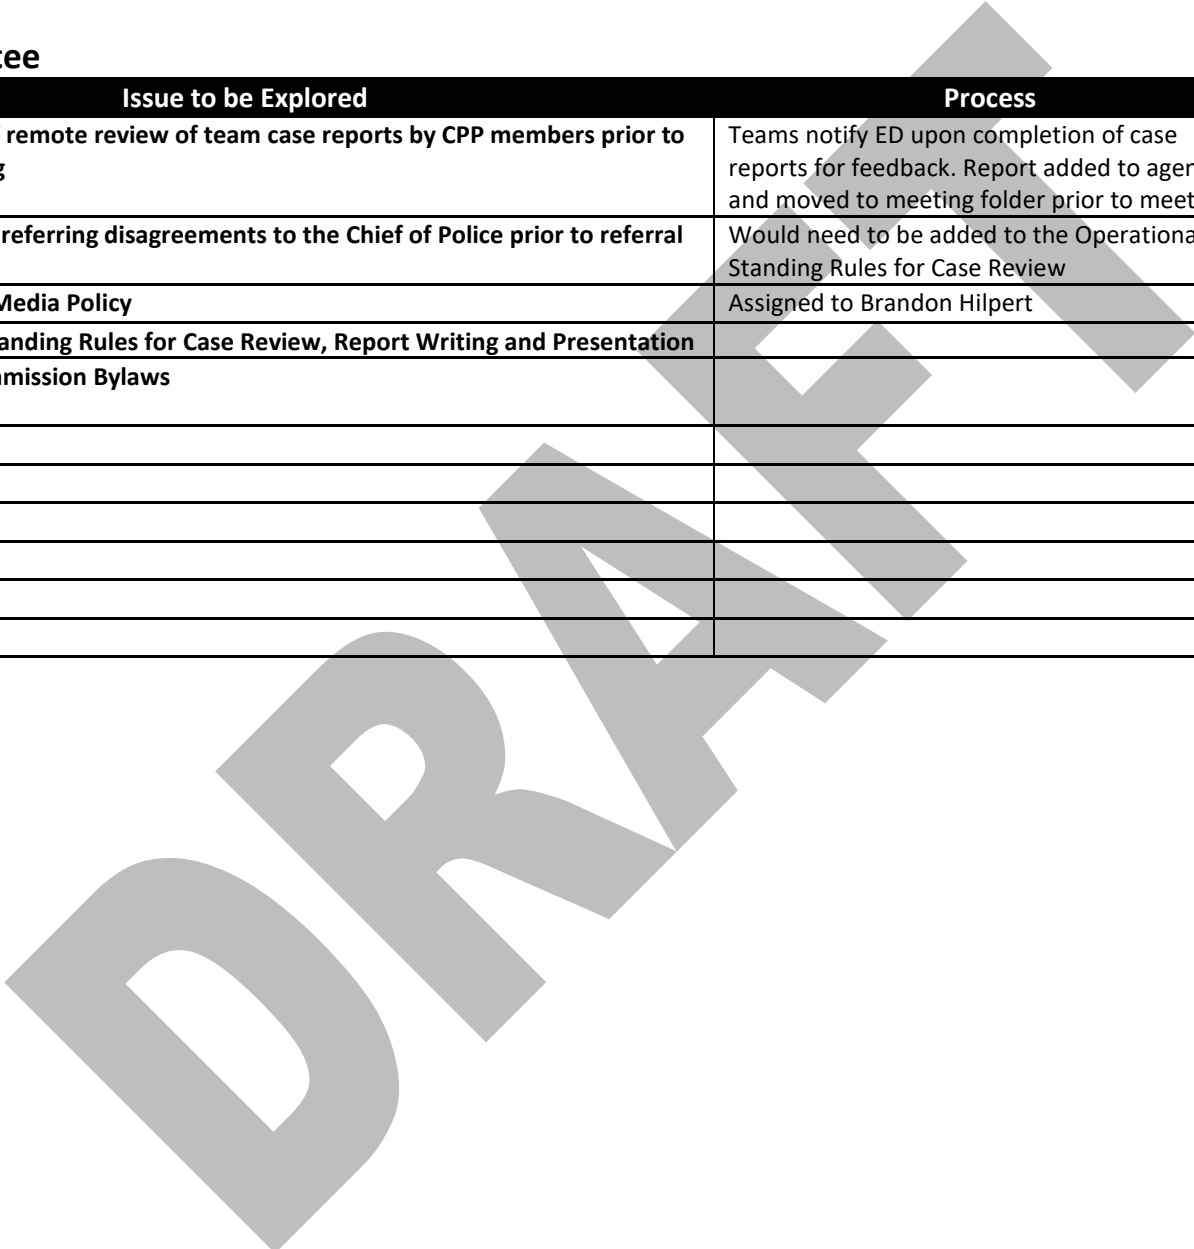 tee
Issue to be Explored
Process
remote review of team case reports by CPP members prior to
g
Teams notify ED upon completion of case
reports for feedback. Report added to agen
and moved to meeting folder prior to meet
referring disagreements to the Chief of Police prior to referral
Would need to be added to the Operationa
Standing Rules for Case Review
Media Policy
Assigned to Brandon Hilpert
anding Rules for Case Review, Report Writing and Presentation
mission Bylaws
DRAFT